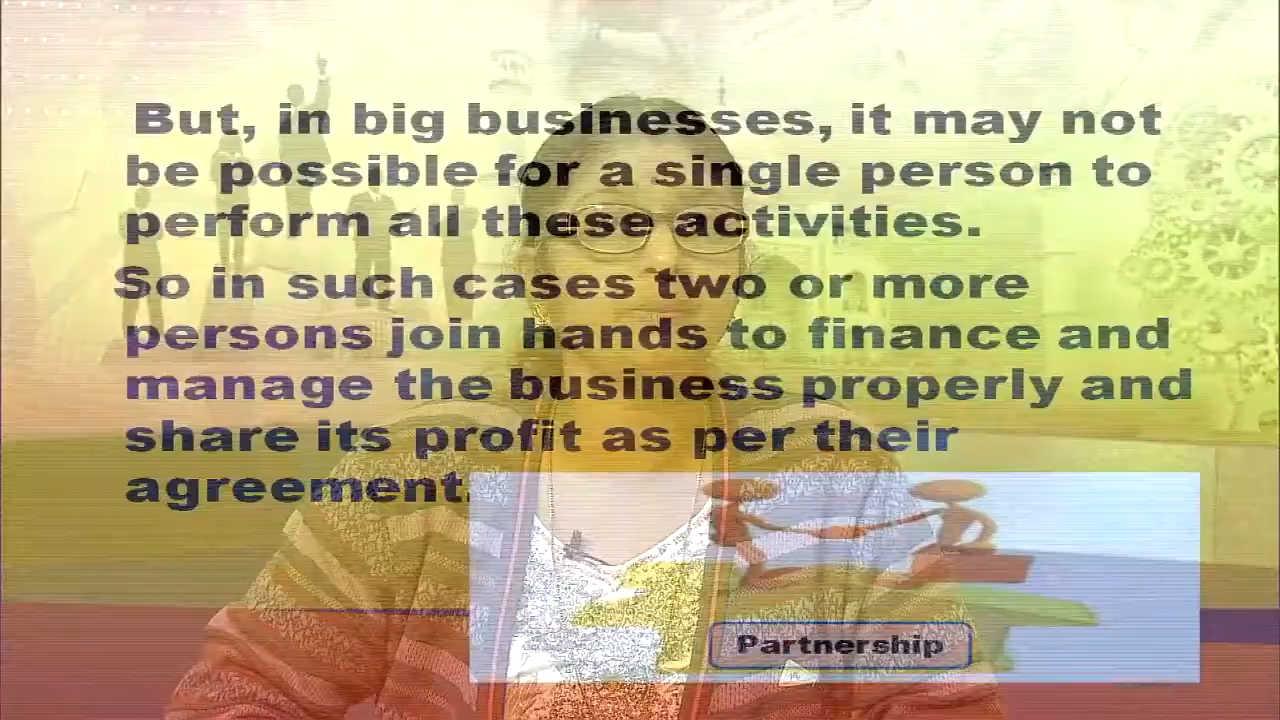 But, in big businesses, it may not
be possible for a single person to
perform all these activities.
So in such cases two or more
persons join hands to finance and
manage the business properly and
share its profit as per their
agreement.
Partnership